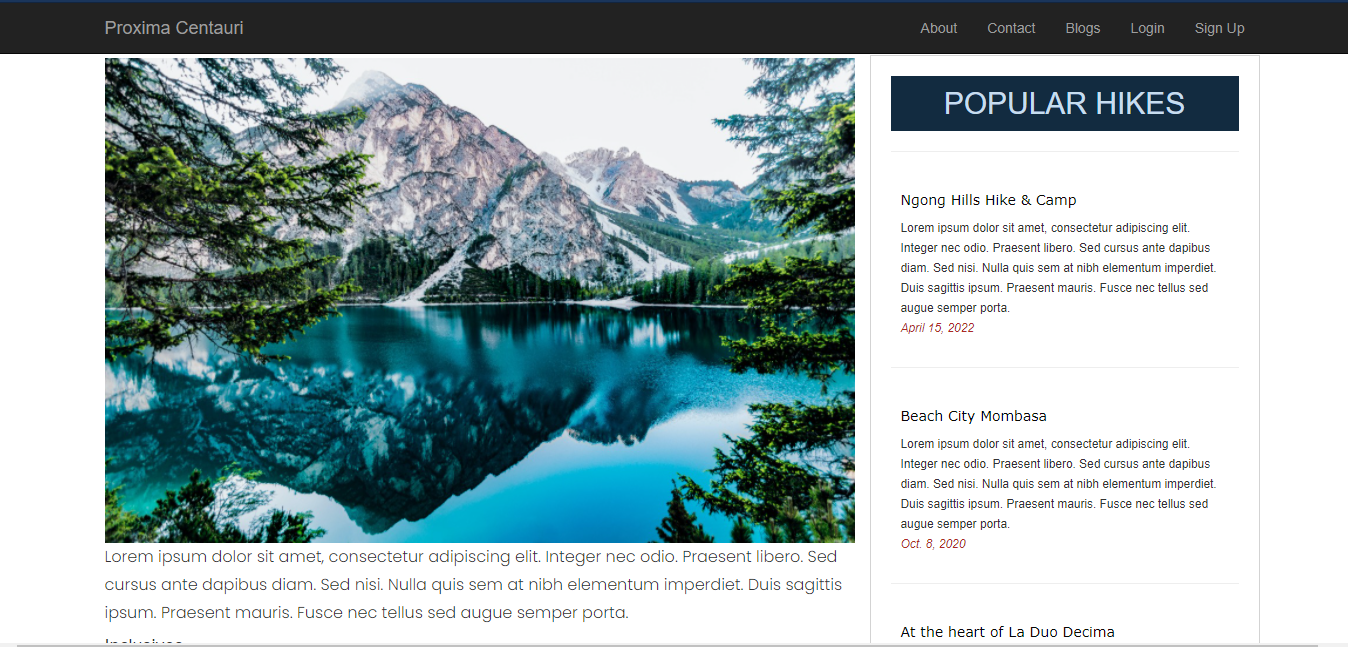 Proxima Centauri
About Contact Blogs Login Sign Up
POPULAR HIKES
Ngong Hills Hike & Camp
Lorem ipsum dolor sit amet, consectetur adipiscing elit.
Integer nec odio. Praesent libero. Sed cursus ante dapibus
diam. Sed nisi. Nulla quis sem at nibh elementum imperdiet.
Duis sagittis ipsum. Praesent mauris. Fusce nec tellus sed
augue semper porta.
April 15, 2022
Beach City Mombasa
Lorem ipsum dolor sit amet, consectetur adipiscing elit.
Integer nec odio. Praesent libero. Sed cursus ante dapibus
diam. Sed nisi. Nulla quis sem at nibh elementum imperdiet.
Duis sagittis ipsum. Praesent mauris. Fusce nec tellus sed
augue semper porta.
Oct. 8, 2020
At the heart of La Duo Decima
Lorem ipsum dolor sit amet, consectetur adipiscing elit. Integer nec odio. Praesent libero. Sed
cursus ante dapibus diam. Sed nisi. Nulla quis sem at nibh elementum imperdiet. Duis sagittis
ipsum. Praesent mauris. Fusce nec tellus sed augue semper porta.